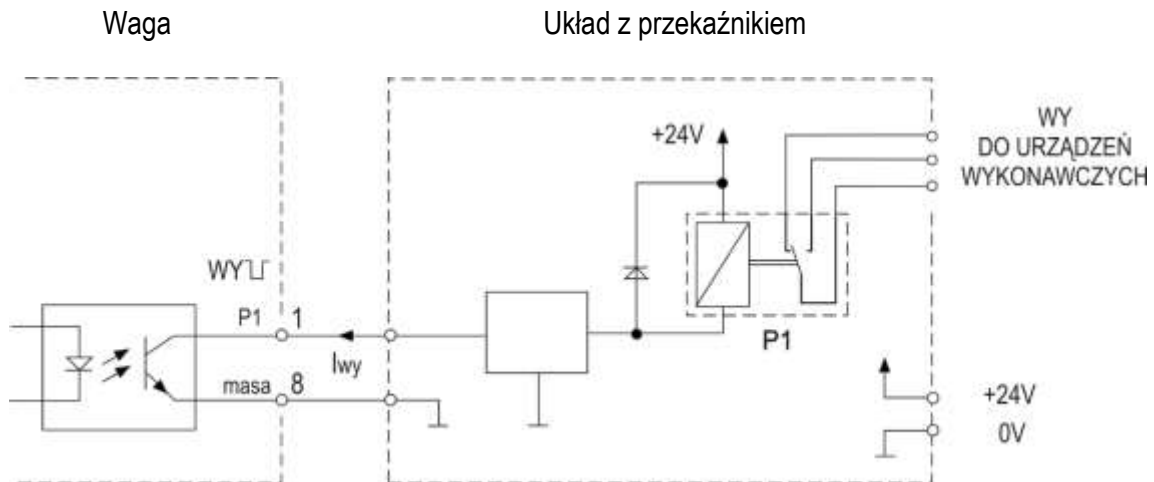 Waga
Układ z przekaźnikiem
+24V
WY
DO URZĄDZEŃ
WYKONAWCZYCH
WY
P1
1
Iwy
masa
8
P1
+24V
0V